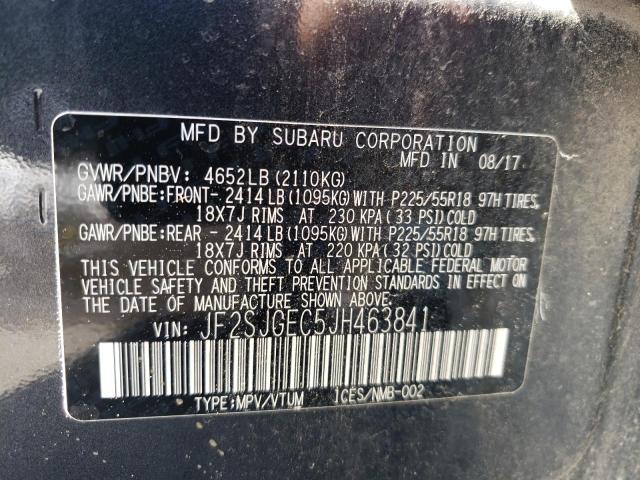 MFD BY SUBARU CORPORATION
MFD IN 08/17
GVWR/PNBV: 4652LB(2110KG)
GAWR/PNBE:FRONT- 2414 LB(1095KG)WITH P225/55R18 97H TIRES,
18X7J RIMS AT 230 KPA(33 PSI)COLD
GAWR/PNBE:REAR - 2414 LB(1095KG)WITH P225/55R18 97H TIRES,
18X7J RIMS AT 220 KPA(32 PSI)COLD
THIS VEHICLE CONFORMS TO ALL APPLICABLE FEDERAL MOTOR
VEHICLE SAFETY AND THEFT PREVENTION STANDARDS IN EFFECT ON
THE DATE OF MANUFACTURE SHOWN ABOVE.
VIN: JF2SJGEC5JH463841
TYPE:MPV/VTUM ICES/NMB-002